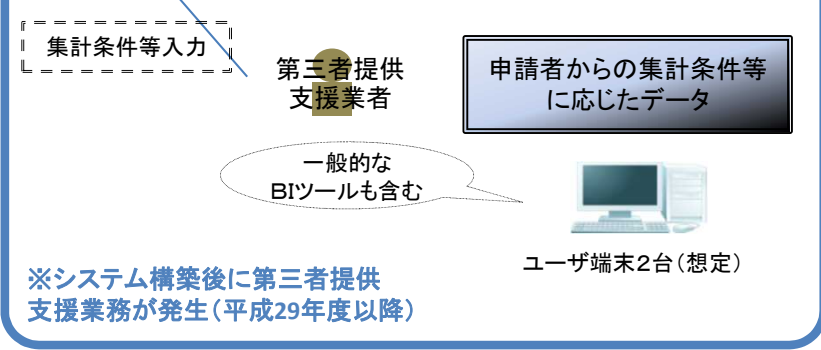 集計条件等入力
第三者提供
支援業者
申請者からの集計条件等
に応じたデータ
一般的な
BIツールも含む
ユーザ端末2台(想定)
※システム構築後に第三者提供
支援業務が発生(平成29年度以降)